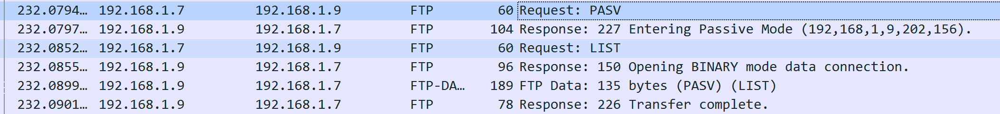 232.0794… 192.168.1.7 192.168.1.9 FTP 60 Request: PASV
232.0797… 192.168.1.9 192.168.1.7 FTP 104 Response: 227 Entering Passive Mode (192,168,1,9,202,156).
232.0852… 192.168.1.7 192.168.1.9 FTP 60 Request: LIST
232.0855… 192.168.1.9 192.168.1.7 FTP 96 Response: 150 Opening BINARY mode data connection.
232.0899… 192.168.1.9 192.168.1.7 FTP-DA… 189 FTP Data: 135 bytes (PASV) (LIST)
232.0901… 192.168.1.9 192.168.1.7 FTP 78 Response: 226 Transfer complete.